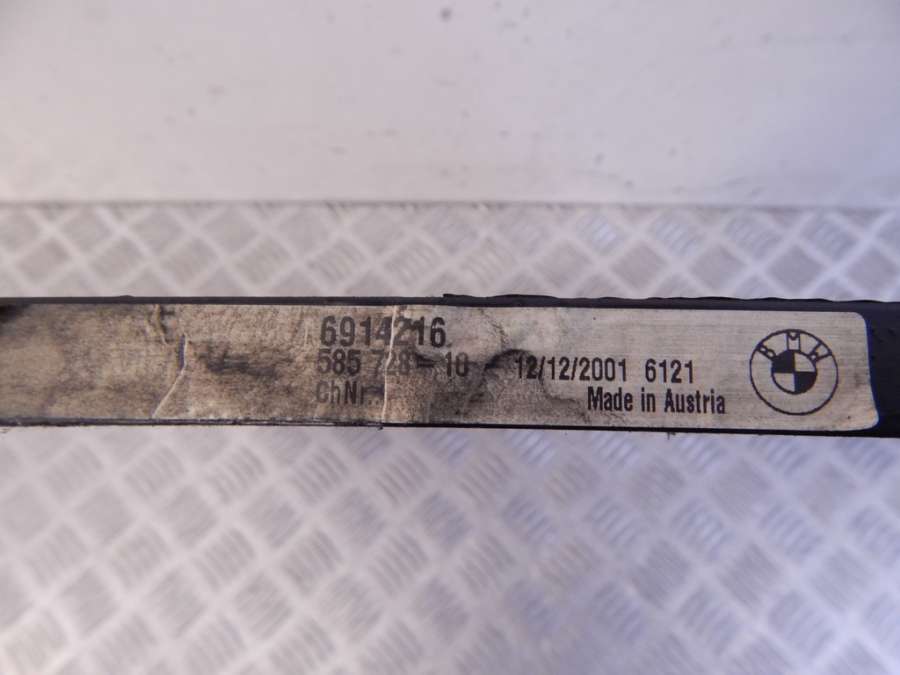 6914216
585 728-10 12/12/2001 6121
ChNr.
Made in Austria
BMW